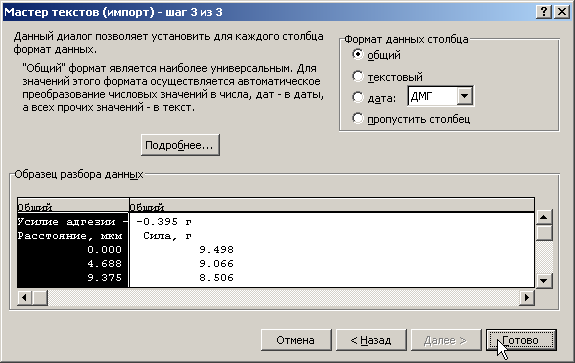 Мастер текстов (импорт) - шаг 3 из 3
Данный диалог позволяет установить для каждого столбца
формат данных.
"Общий" формат является наиболее универсальным. Для
значений этого формата осуществляется автоматическое
преобразование числовых значений в числа, дат - в даты,
а всех прочих значений - в текст.
Подробнее...
Формат данных столбца
общий
текстовый
дата: ДМГ
пропустить столбец
Образец разбора данных
Общий Общий
Усилие адгезии - -0.395 г
Расстояние, мкм Сила, г
0.000 9.498
4.688 9.066
9.375 8.506
Отмена < Назад Далее > Готово